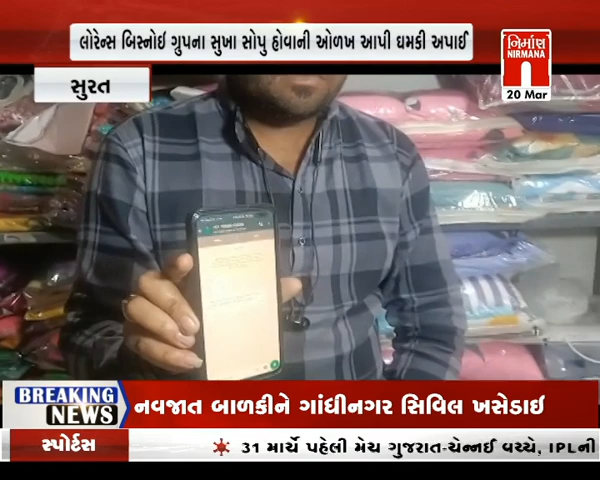 લોરેન્સ બિસ્નોઇ ગ્રુપના સુખા સોપુ હોવાની ઓળખ આપી ધમકી અપાઈ
નિર્માણ
NIRMANA
20 Mar
સુરત
BREAKING NEWS
નવજાત બાળકીને ગાંધીનગર સિવિલ ખસેડાઇ
સ્પોર્ટસ
31 માર્ચે પહેલી મેચ ગુજરાત-ચેન્નઈ વચ્ચે, IPLની